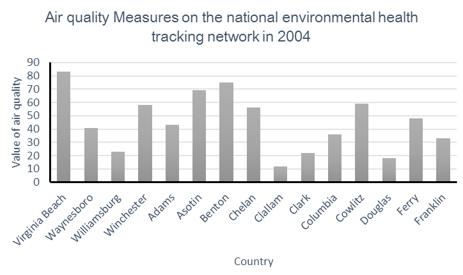 Air quality Measures on the national environmental health
tracking network in 2004
Value of air quality
90
80
70
60
50
40
30
20
10
0
Virginia Beach
Waynesboro
Williamsburg
Winchester
Adams
Asotin
Benton
Chelan
Clallam
Clark
Columbia
Cowlitz
Douglas
Ferry
Franklin
Country